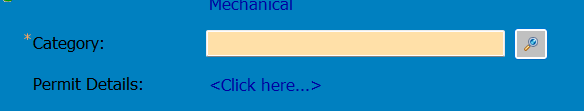 Mechanical
*Category:
Permit Details: <Click here...>